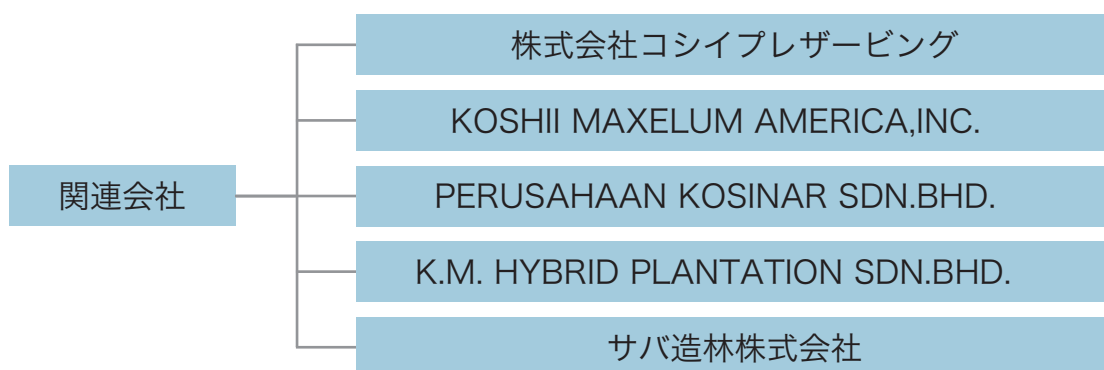 関連会社
株式会社コシイプレザービング
KOSHII MAXELUM AMERICA,INC.
PERUSAHAAN KOSINAR SDN.BHD.
K.M. HYBRID PLANTATION SDN.BHD.
サバ造林株式会社